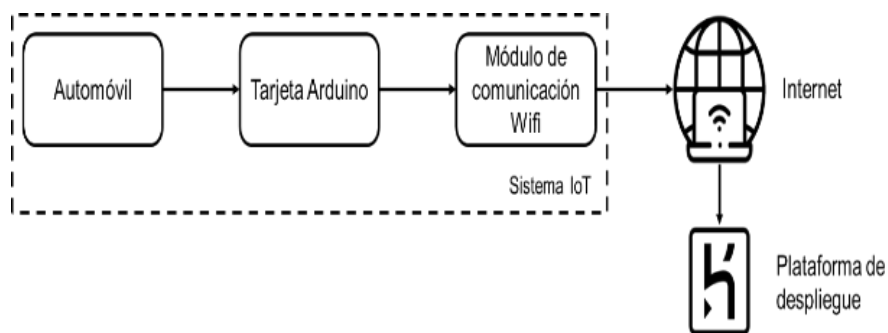 Automóvil
Tarjeta Arduino
Módulo de
comunicación
Wifi
Internet
Sistema IoT
Plataforma de
despliegue